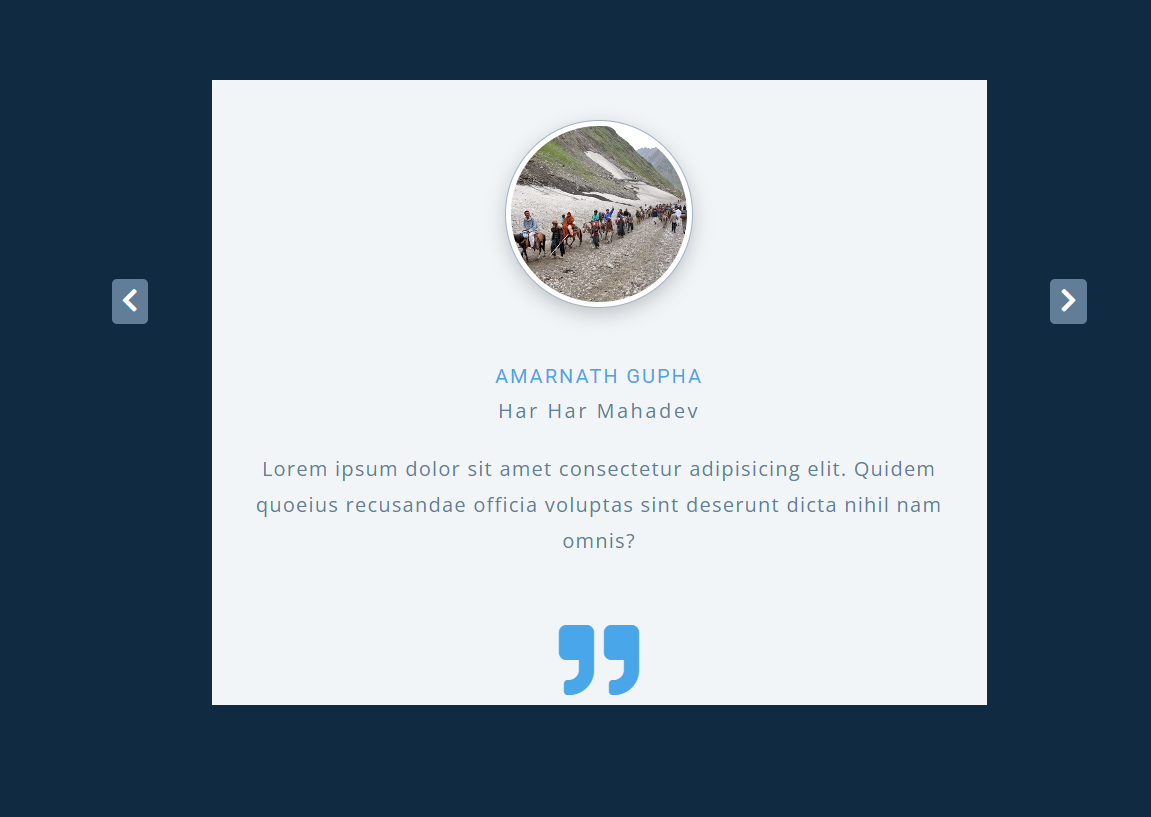 AMARNATH GUPHA
Har Har Mahadev
Lorem ipsum dolor sit amet consectetur adipisicing elit. Quidem
quoeius recusandae officia voluptas sint deserunt dicta nihil nam
omnis?